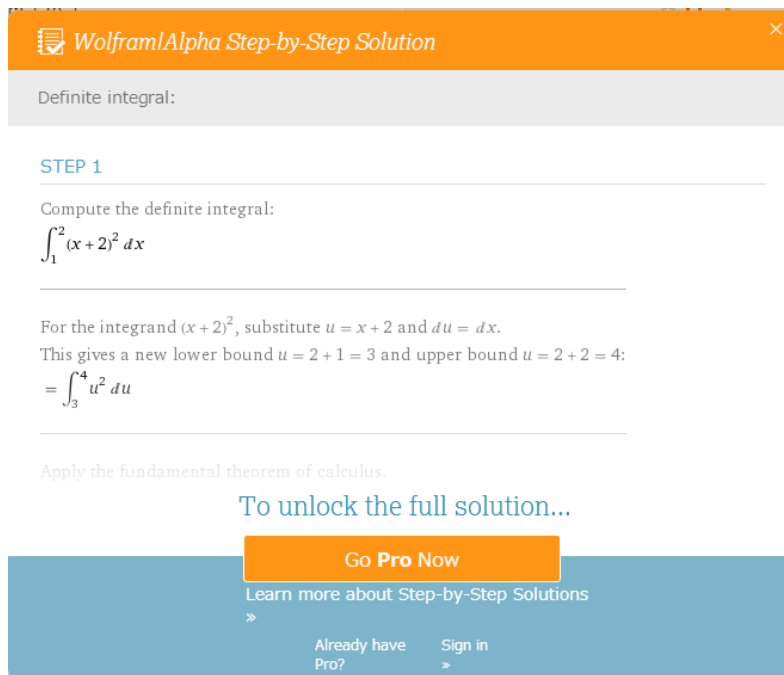 Wolfram|Alpha Step-by-Step Solution
×
Definite integral:
STEP 1
Compute the definite integral:
∫₁² (x + 2)² dx
For the integrand (x + 2)², substitute u = x + 2 and du = dx.
This gives a new lower bound u = 2 + 1 = 3 and upper bound u = 2 + 2 = 4:
= ∫₃⁴ u² du
Apply the fundamental theorem of calculus.
To unlock the full solution...
Go Pro Now
Learn more about Step-by-Step Solutions
»
Already have
Pro?
Sign in
»